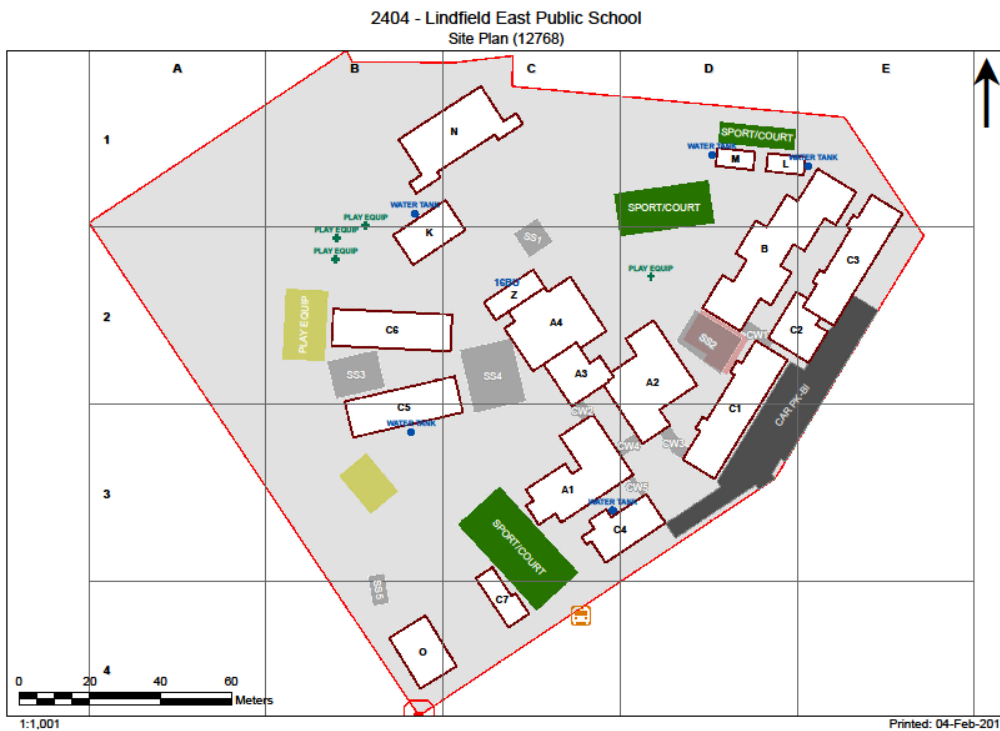 2404 - Lindfield East Public School
Site Plan (12768)
A B C D E
1
SPORT/COURT
N
WATER TANK
M
L
WATER TANK
SPORT/COURT
WATER TANK
PLAY EQUIP
PLAY EQUIP
K
SS1
B
PLAY EQUIP
C3
PLAY EQUIP
Z
2
PLAY EQUIP
C6
A4
SS2
CW1
C2
SS3
SS4
A3
A2
CAR PK-BI
C5
CW2
C1
WATER TANK
CW4
CW3
3
A1
CW5
WATER TANK
SPORT/COURT
C4
SS5
C7
O
4
0 20 40 60
Meters
1:1,001
Printed: 04-Feb-201